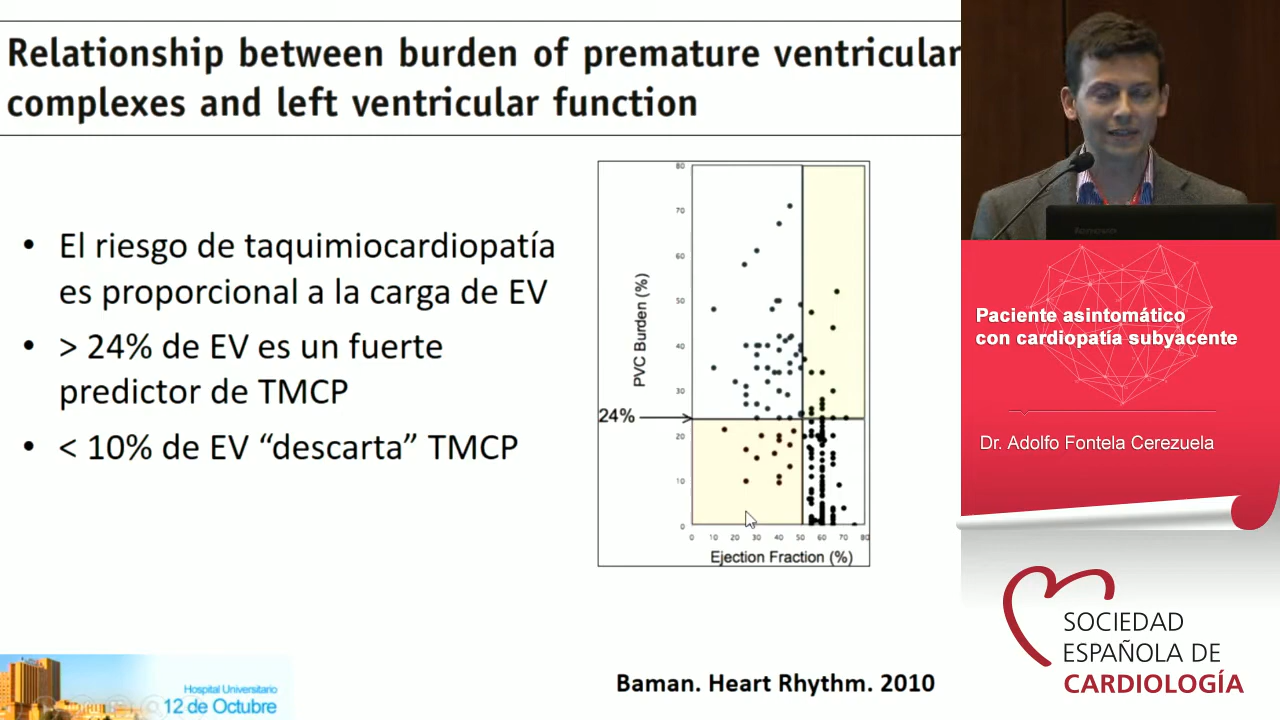 Relationship between burden of premature ventricular
complexes and left ventricular function
• El riesgo de taquimiocardiopatía
es proporcional a la carga de EV
• > 24% de EV es un fuerte
predictor de TMCP
• < 10% de EV “descarta” TMCP
PVC Burden (%)
80
70
60
50
40
30
24%
20
10
0
0 10 20 30 40 50 60 70 80
Ejection Fraction (%)
Baman. Heart Rhythm. 2010
Hospital Universitario
12 de Octubre
lenovo
Paciente asintomático
con cardiopatía subyacente
Dr. Adolfo Fontela Cerezuela
SOCIEDAD
ESPAÑOLA DE
CARDIOLOGÍA